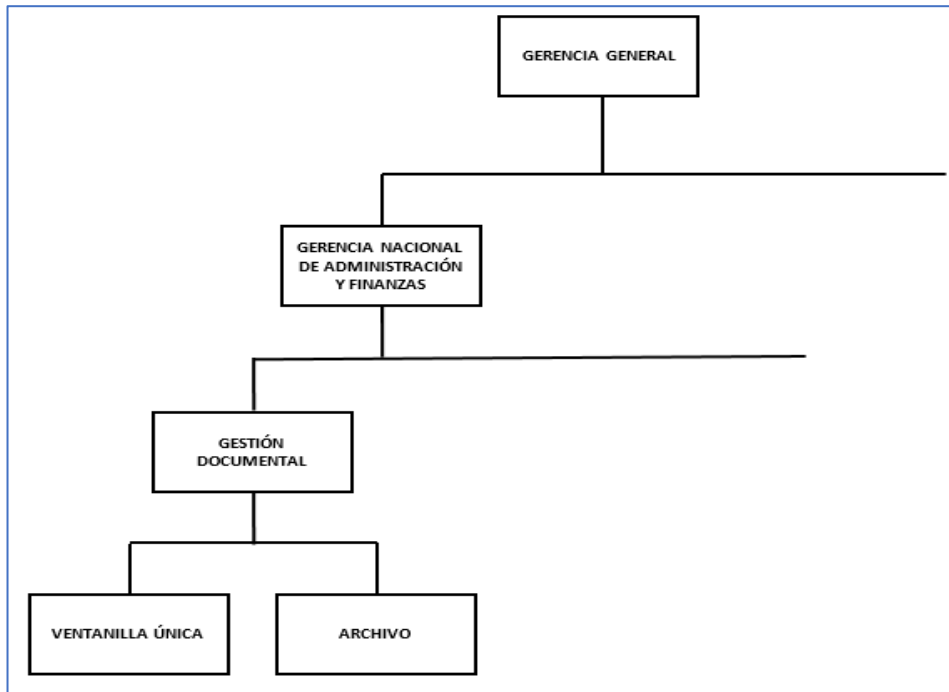 GERENCIA GENERAL
GERENCIA NACIONAL
DE ADMINISTRACIÓN
Y FINANZAS
GESTIÓN
DOCUMENTAL
VENTANILLA ÚNICA
ARCHIVO